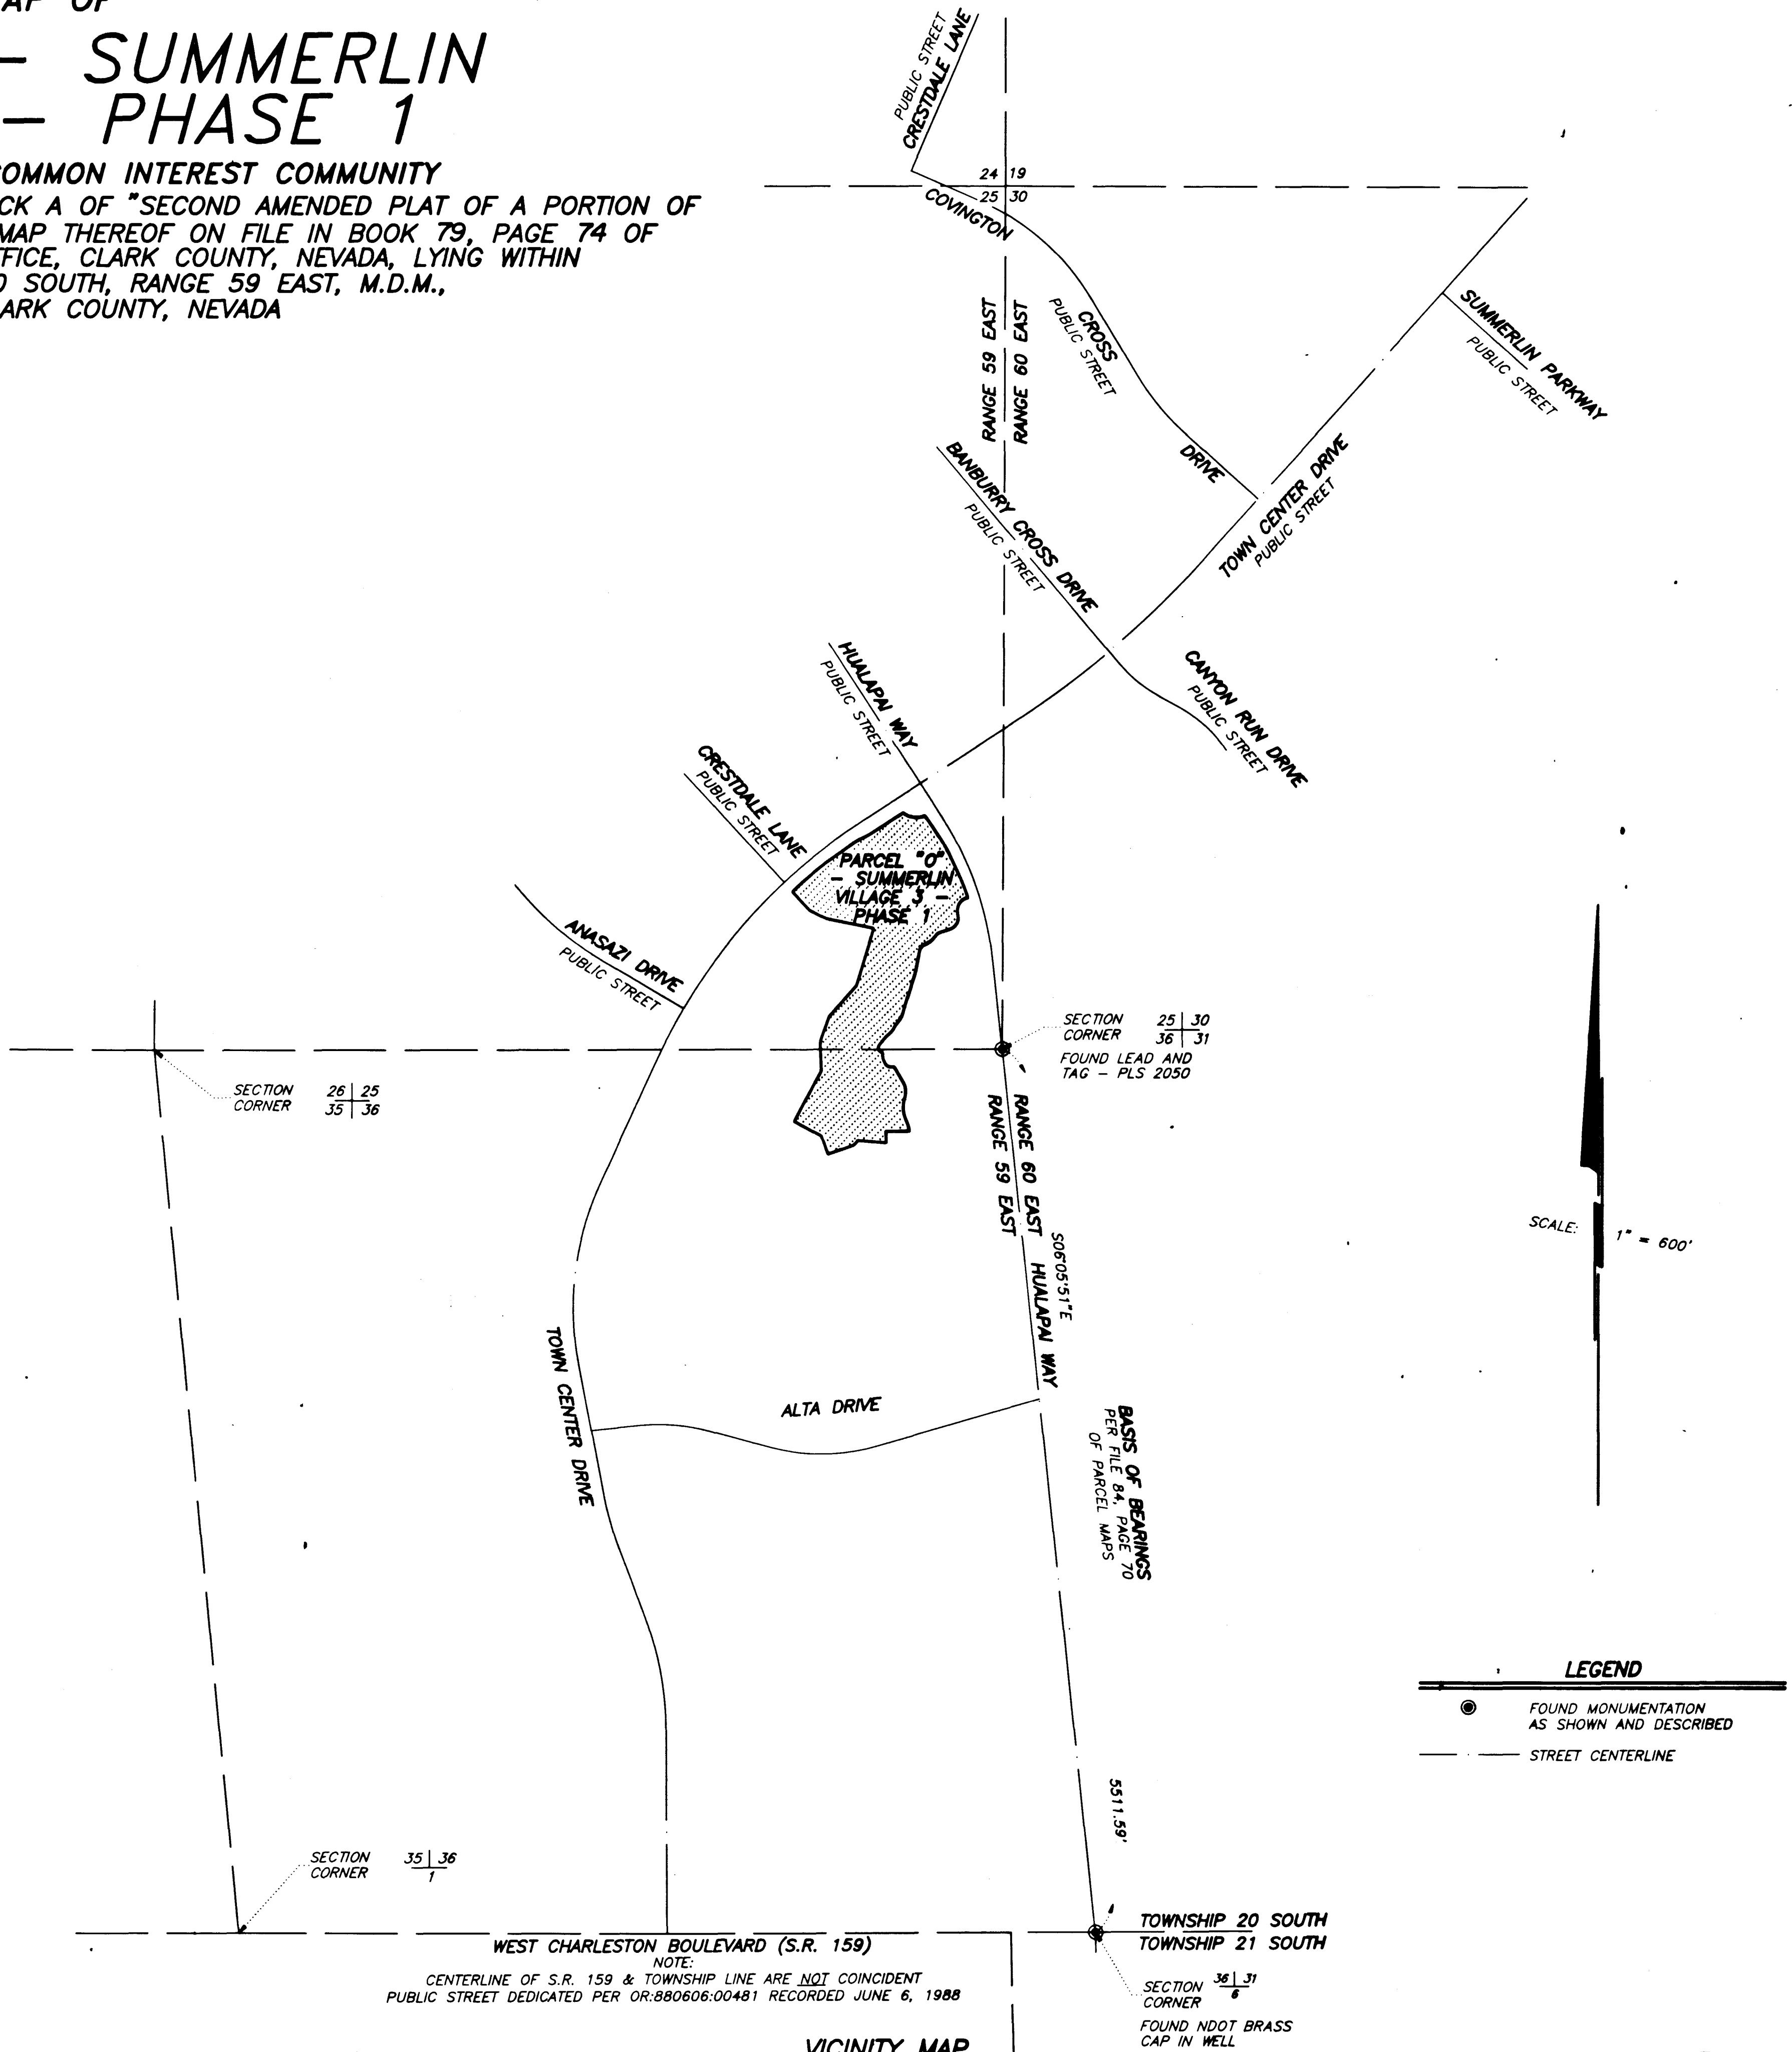 AP OF
- SUMMERLIN
- PHASE 1
COMMON INTEREST COMMUNITY
CK A OF "SECOND AMENDED PLAT OF A PORTION OF
MAP THEREOF ON FILE IN BOOK 79, PAGE 74 OF
FFICE, CLARK COUNTY, NEVADA, LYING WITHIN
0 SOUTH, RANGE 59 EAST, M.D.M.,
ARK COUNTY, NEVADA
PUBLIC STREET
CRESTDALE LANE
24 | 19
25 | 30
COVINGTON
CROSS
PUBLIC STREET
DRIVE
RANGE 59 EAST
RANGE 60 EAST
SUMMERLIN PARKWAY
PUBLIC STREET
BANBURRY CROSS DRIVE
PUBLIC STREET
TOWN CENTER DRIVE
PUBLIC STREET
HUALAPAI WAY
PUBLIC STREET
CANYON RUN DRIVE
PUBLIC STREET
CRESTDALE LANE
PUBLIC STREET
PARCEL "O"
- SUMMERLIN
VILLAGE 3 -
PHASE 1
ANASAZI DRIVE
PUBLIC STREET
SECTION 25 | 30
CORNER 36 | 31
FOUND LEAD AND
TAG - PLS 2050
SECTION 26 | 25
CORNER 35 | 36
RANGE 60 EAST
RANGE 59 EAST
S06°05'51"E
HUALAPAI WAY
SCALE: 1" = 600'
TOWN CENTER DRIVE
ALTA DRIVE
BASIS OF BEARINGS
PER FILE 84, PAGE 70
OF PARCEL MAPS
LEGEND
FOUND MONUMENTATION
AS SHOWN AND DESCRIBED
STREET CENTERLINE
5511.59'
SECTION 35 | 36
CORNER 1
TOWNSHIP 20 SOUTH
TOWNSHIP 21 SOUTH
WEST CHARLESTON BOULEVARD (S.R. 159)
NOTE:
CENTERLINE OF S.R. 159 & TOWNSHIP LINE ARE NOT COINCIDENT
PUBLIC STREET DEDICATED PER OR:880606:00481 RECORDED JUNE 6, 1988
SECTION 36 | 31
CORNER 6
FOUND NDOT BRASS
CAP IN WELL
VICINITY MAP